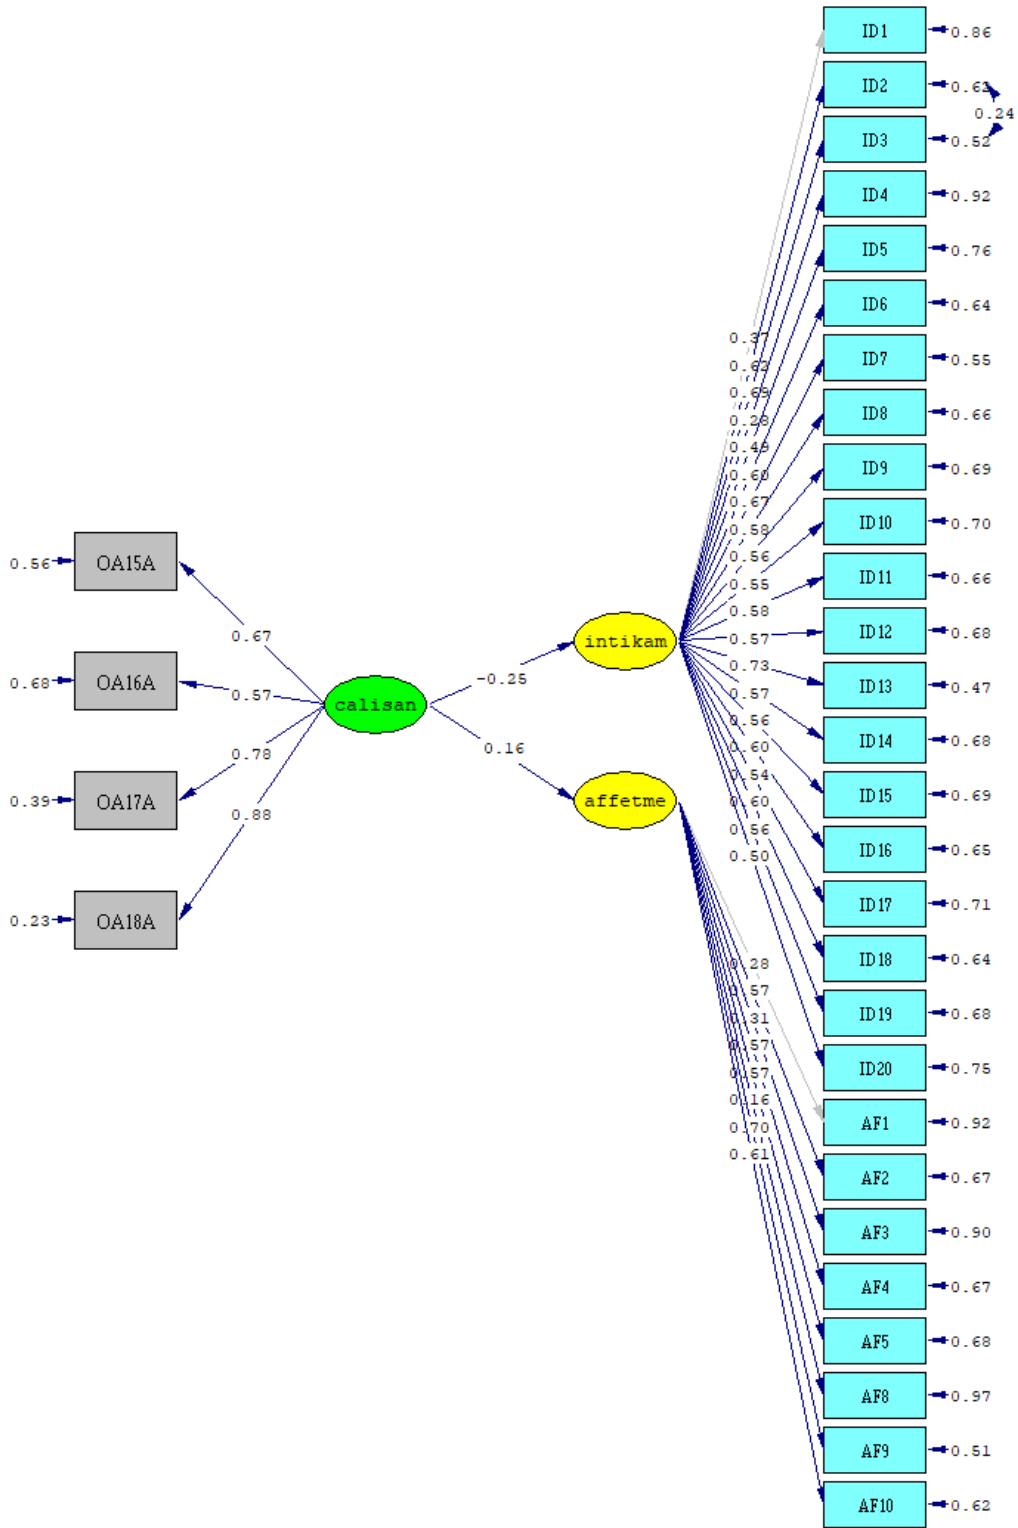 ID1 0.86
ID2 0.62
0.24
ID3 0.52
ID4 0.92
ID5 0.76
ID6 0.64
ID7 0.55
ID8 0.66
ID9 0.69
ID10 0.70
ID11 0.66
ID12 0.68
ID13 0.47
ID14 0.68
ID15 0.69
ID16 0.65
ID17 0.71
ID18 0.64
ID19 0.68
ID20 0.75
AF1 0.92
AF2 0.67
AF3 0.90
AF4 0.67
AF5 0.68
AF8 0.97
AF9 0.51
AF10 0.62
0.37
0.62
0.69
0.28
0.49
0.60
0.67
0.58
0.56
0.55
0.58
0.57
0.73
0.57
0.56
0.60
0.54
0.60
0.56
0.50
0.28
0.57
0.31
0.57
0.57
0.16
0.70
0.61
intikam
affetme
-0.25
0.16
calisan
0.67
0.57
0.78
0.88
0.56 OA15A
0.68 OA16A
0.39 OA17A
0.23 OA18A